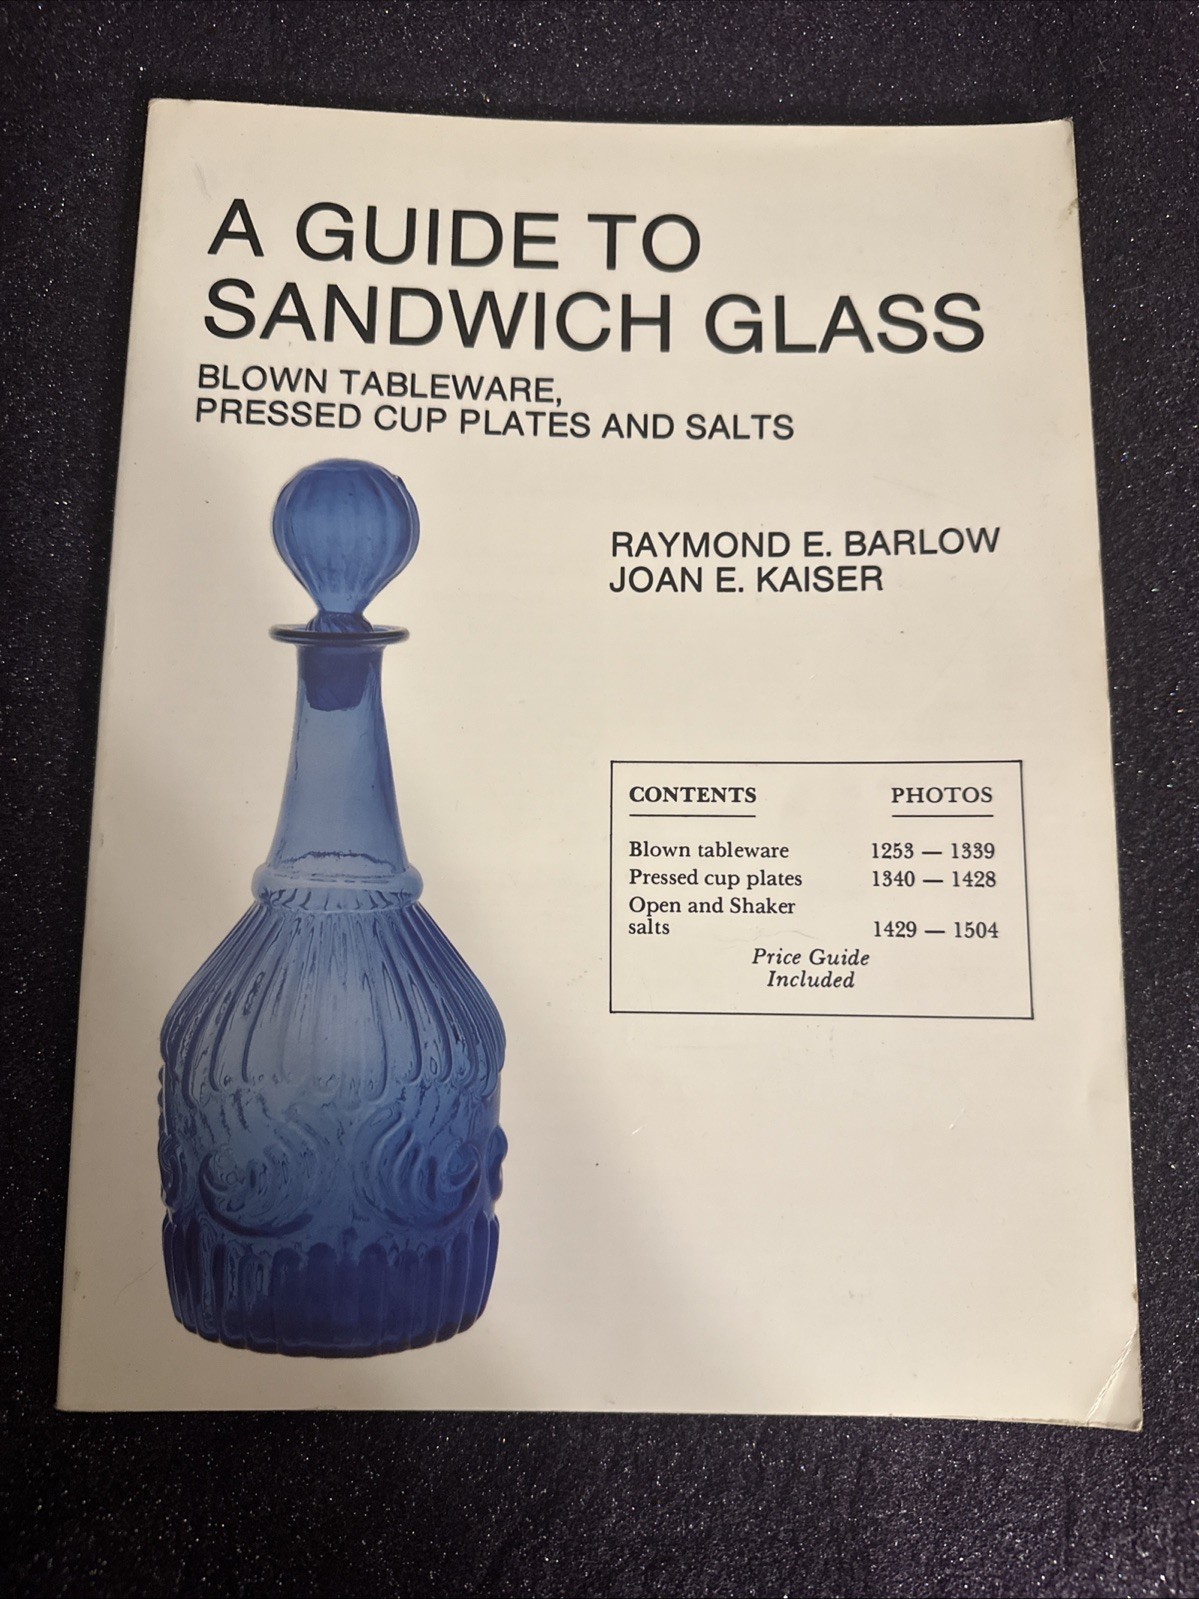 A GUIDE TO
SANDWICH GLASS
BLOWN TABLEWARE,
PRESSED CUP PLATES AND SALTS
RAYMOND E. BARLOW
JOAN E. KAISER
CONTENTS PHOTOS
Blown tableware 1253 — 1339
Pressed cup plates 1340 — 1428
Open and Shaker
salts 1429 — 1504
Price Guide
Included